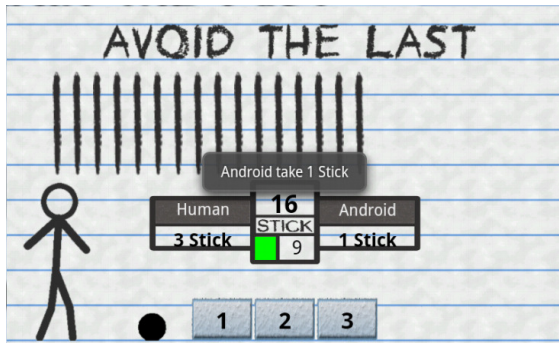 AVOID THE LAST
Android take 1 Stick
Human 16 Android
STICK
3 Stick 9 1 Stick
1 2 3